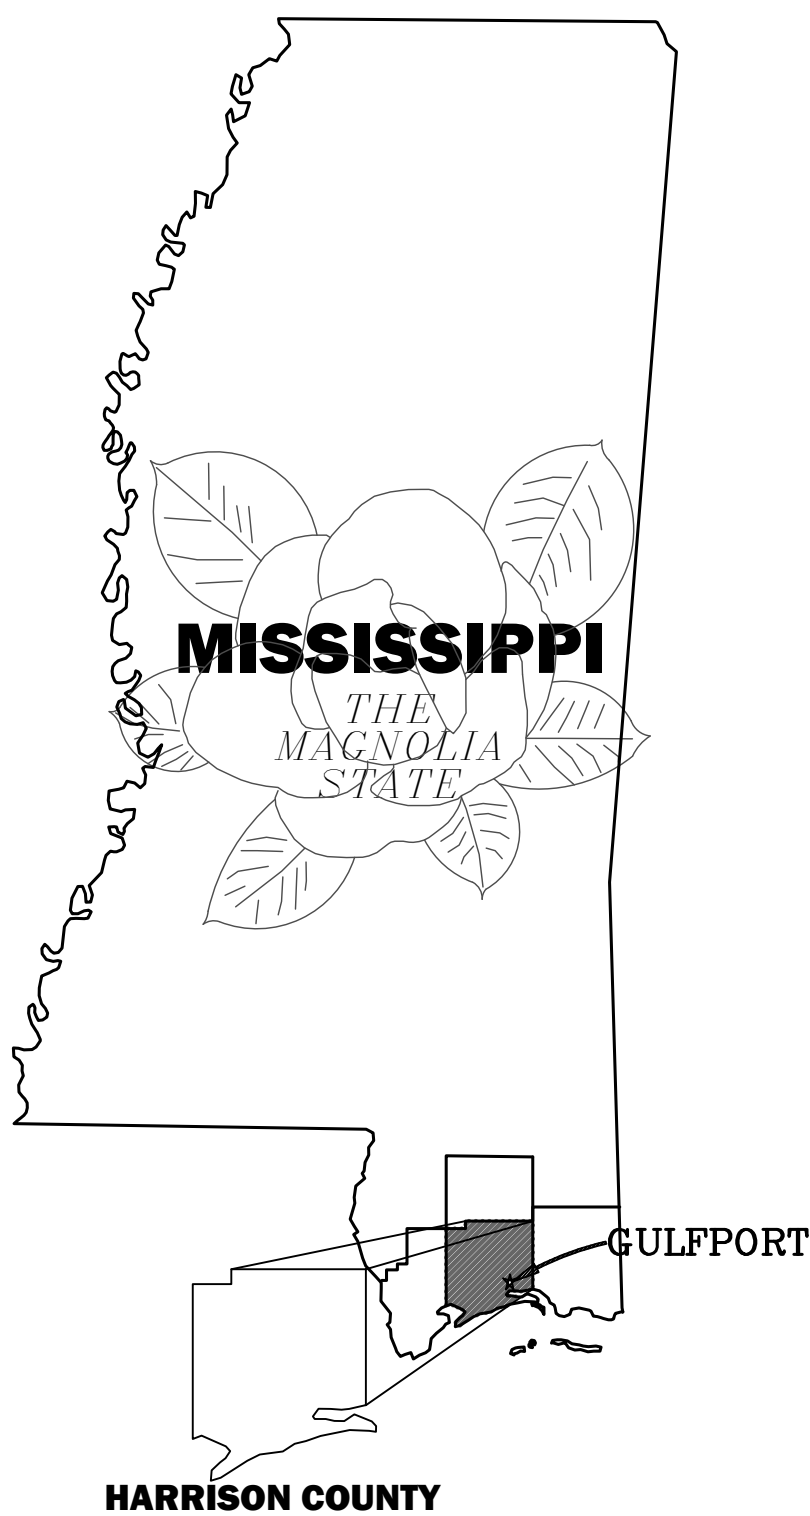 MISSISSIPPI
THE
MAGNOLIA
STATE
GULFPORT
HARRISON COUNTY